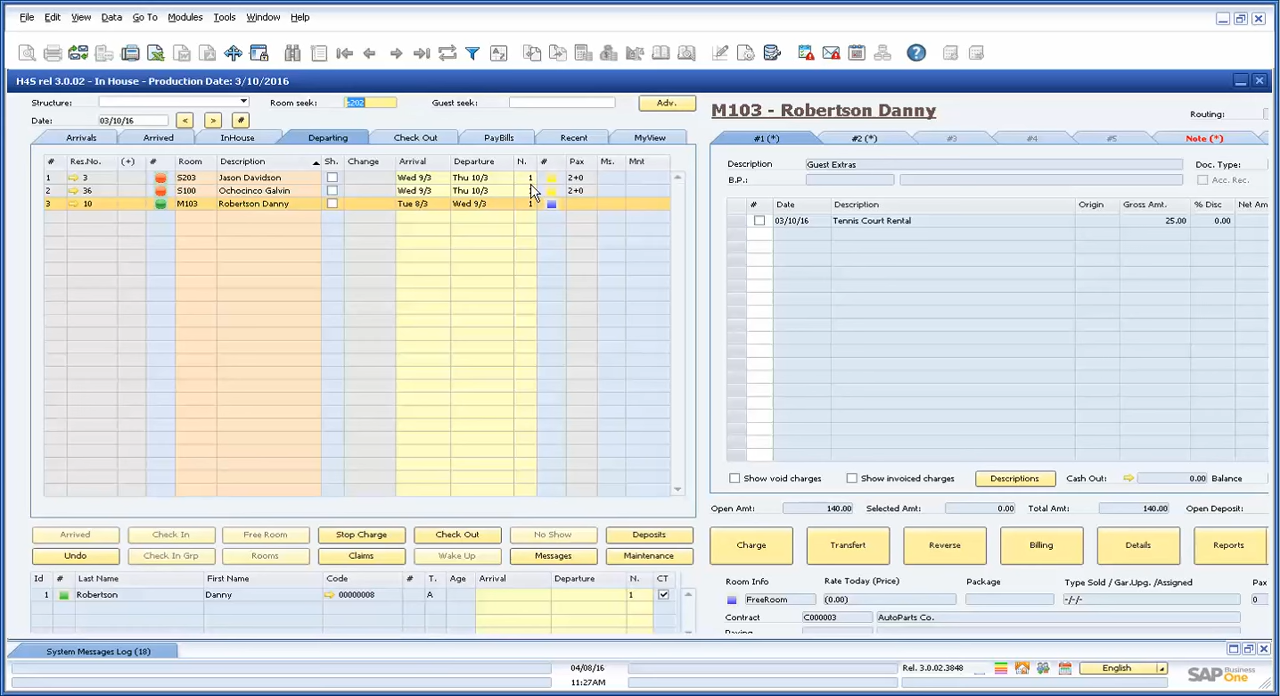 File Edit View Data Go To Modules Tools Window Help
H4S rel 3.0.02 - In House - Production Date: 3/10/2016
Structure: Room seek: s202 Guest seek: Adv.
Date: 03/10/16 < > #
Arrivals Arrived InHouse Departing Check Out PayBills Recent MyView
# Res.No. (+) # Room Description Sh. Change Arrival Departure N. # Pax Ms. Mnt
1 3 S203 Jason Davidson Wed 9/3 Thu 10/3 1 2+0
2 36 S100 Ochocinco Galvin Wed 9/3 Thu 10/3 1 2+0
3 10 M103 Robertson Danny Tue 8/3 Wed 9/3 1
Arrived Check In Free Room Stop Charge Check Out No Show Deposits
Undo Check In Grp Rooms Claims Wake Up Messages Maintenance
Id # Last Name First Name Code # T. Age Arrival Departure N. CT
1 Robertson Danny 00000008 A 1
M103 - Robertson Danny Routing:
#1 (*) #2 (*) #3 #4 #5 Note (*)
Description Guest Extras Doc. Type:
B.P.: Acc. Rec.
# Date Description Origin Gross Amt. % Disc Net Am
03/10/16 Tennis Court Rental 25.00 0.00
Show void charges Show invoiced charges Descriptions Cash Out: 0.00 Balance
Open Amt: 140.00 Selected Amt: 0.00 Total Amt: 140.00 Open Deposit:
Charge Transfert Reverse Billing Details Reports
Room Info Rate Today (Price) Package Type Sold / Gar.Upg. /Assigned Pax
FreeRoom (0.00) -/-/- 0
Contract C000003 AutoParts Co.
System Messages Log (18)
04/08/16 Rel. 3.0.02.3848 English
11:27AM
SAP Business One